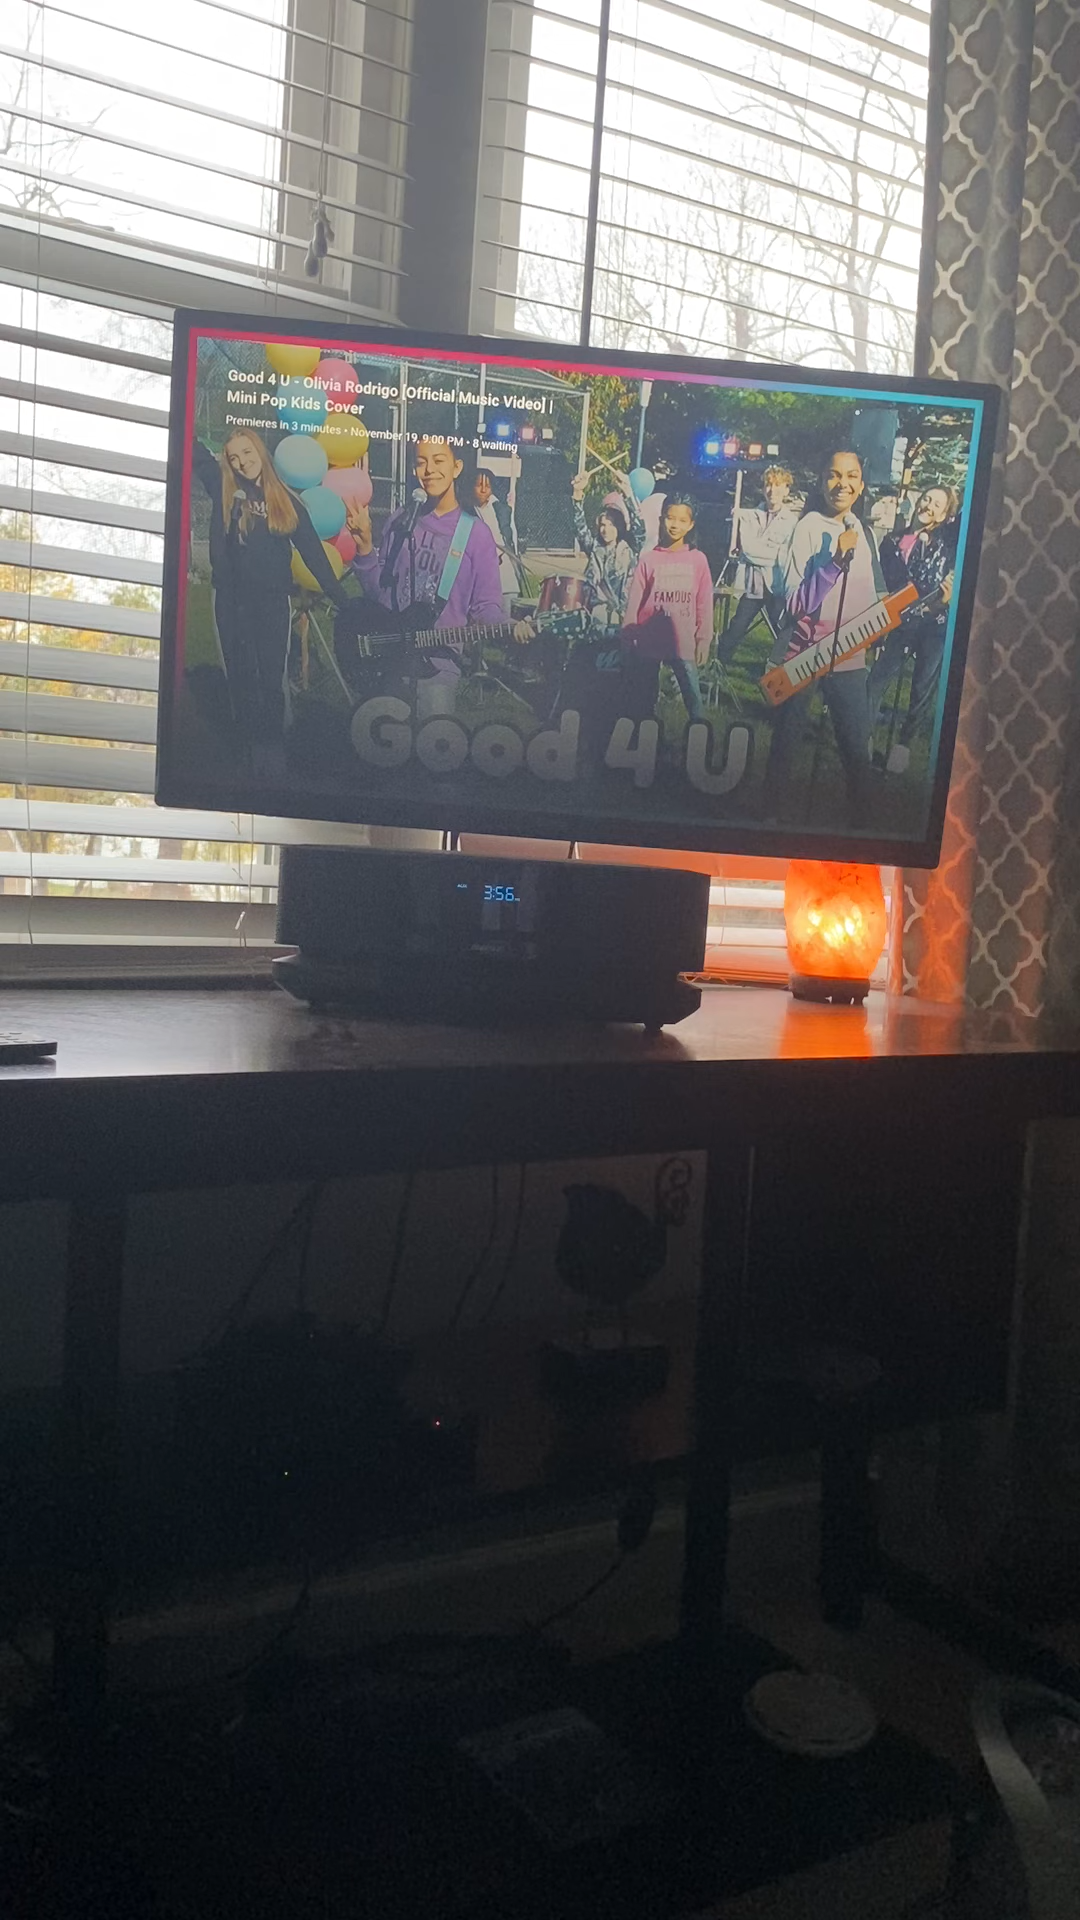 Good 4 U - Olivia Rodrigo [Official Music Video] |
Mini Pop Kids Cover
Premieres in 3 minutes • November 19, 9:00 PM • 8 waiting
FAMOUS
Good 4 U
AUX
3:56